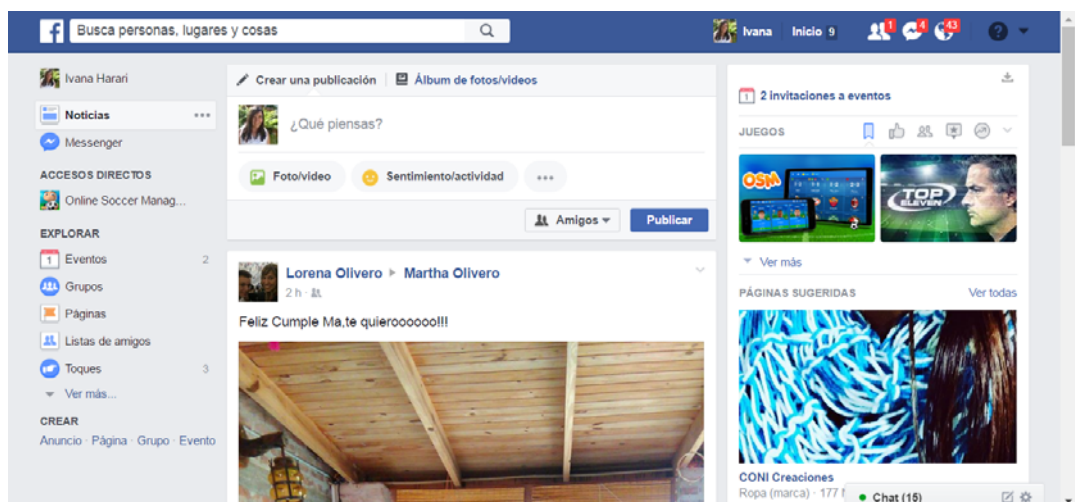 f
Busca personas, lugares y cosas
Ivana
Inicio 9
1
4
43
?
Ivana Harari
Noticias
Messenger
ACCESOS DIRECTOS
Online Soccer Manag...
EXPLORAR
1 Eventos 2
Grupos
Páginas
Listas de amigos
Toques 3
Ver más...
CREAR
Anuncio · Página · Grupo · Evento
Crear una publicación
Álbum de fotos/videos
¿Qué piensas?
Foto/video
Sentimiento/actividad
Amigos
Publicar
Lorena Olivero ▸ Martha Olivero
2 h ·
Feliz Cumple Ma,te quieroooooo!!!
1 2 invitaciones a eventos
JUEGOS
OSM
TOP
ELEVEN
Ver más
PÁGINAS SUGERIDAS Ver todas
CONI Creaciones
Ropa (marca) · 177
Chat (15)